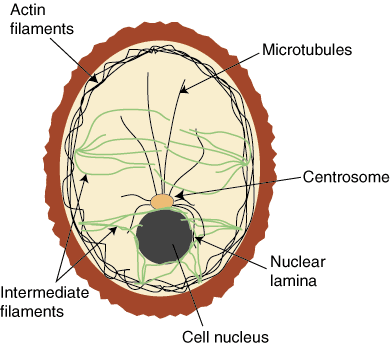 Actin
filaments
Microtubules
Centrosome
Nuclear
lamina
Intermediate
filaments
Cell nucleus